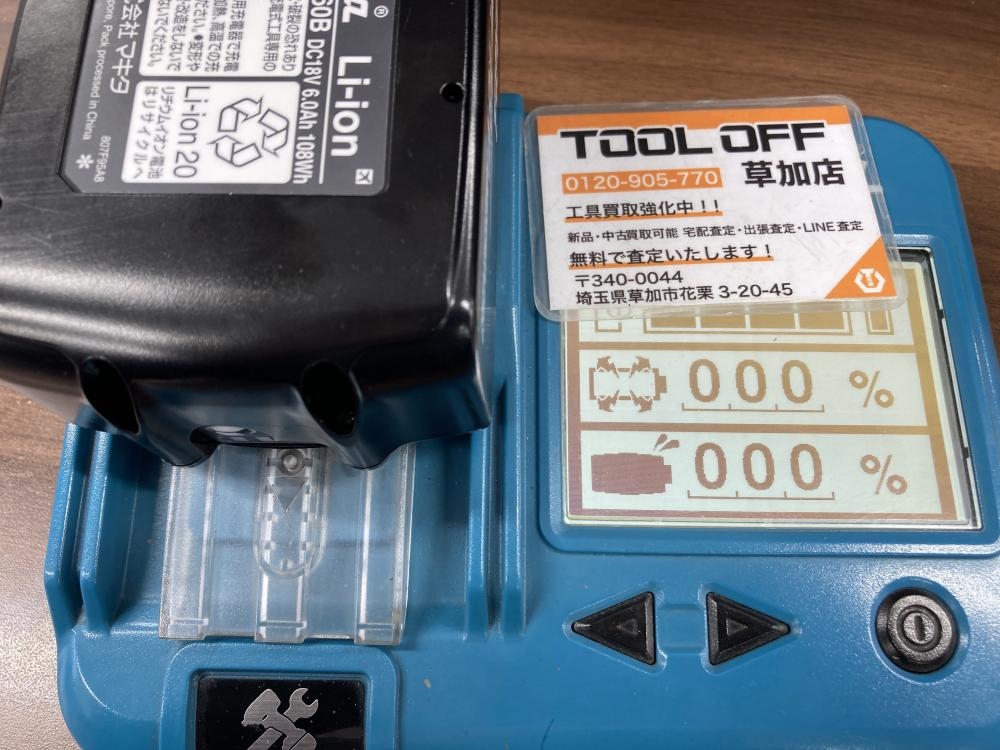 TOOL OFF
0120-905-770 草加店
工具買取強化中!!
新品・中古買取可能 宅配査定・出張査定・LINE査定
無料で査定いたします!
〒340-0044
埼玉県草加市花栗 3-20-45
000 %
000 %
Li-ion
60B DC18V 6.0Ah 108Wh
Li-ion 20
リチウムイオン電池
はリサイクルへ
会社 マキタ
pore, Pack processed in China
807F95A8